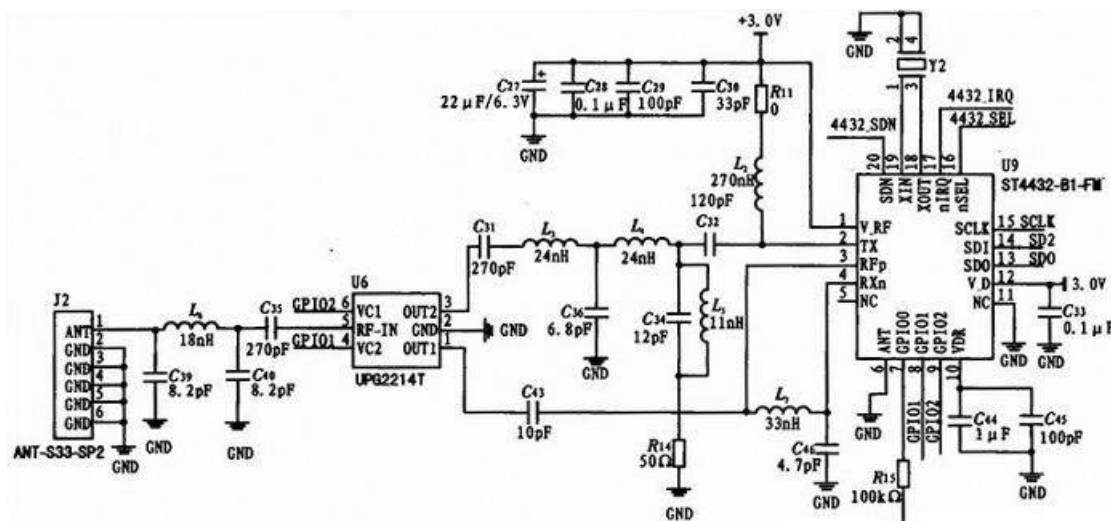 +3.0V
2 4
GND
Y2
1 3
C27
22μF/6.3V
C28
0.1μF
C29
100pF
C30
33pF
R11
0
GND
4432_IRQ
4432_SEL
4432_SDN
20 19 18 17 16
SDN XIN XOUT nIRQ nSEL
U9
ST4432-B1-FM
L2
270nH
120pF
C32
1 V_RF
2 TX
3 RFp
4 RXn
5 NC
SCLK 15 SCLK
SDI 14 SD2
SDO 13 SDO
V_D 12 3.0V
NC 11
C33
0.1μF
GND
GND
ANT GPIO0 GPIO1 GPIO2 VDR
6 7 8 9 10
GND
GPIO1
GPIO2
C44
1μF
C45
100pF
GND
R15
100kΩ
C31
270pF
L3
24nH
L4
24nH
C36
6.8pF
GND
C34
12pF
L5
11nH
R14
50Ω
GND
U6
GPIO2 6 VC1 OUT2 3
5 RF-IN GND 2 GND
GPIO1 4 VC2 OUT1 1
UPG2214T
C43
10pF
L7
33nH
C46
4.7pF
GND
J2
ANT 1
GND 2
GND 3
GND 4
GND 5
GND 6
ANT-S33-SP2
GND
18nH
C35
270pF
C39
8.2pF
GND
C40
8.2pF
GND